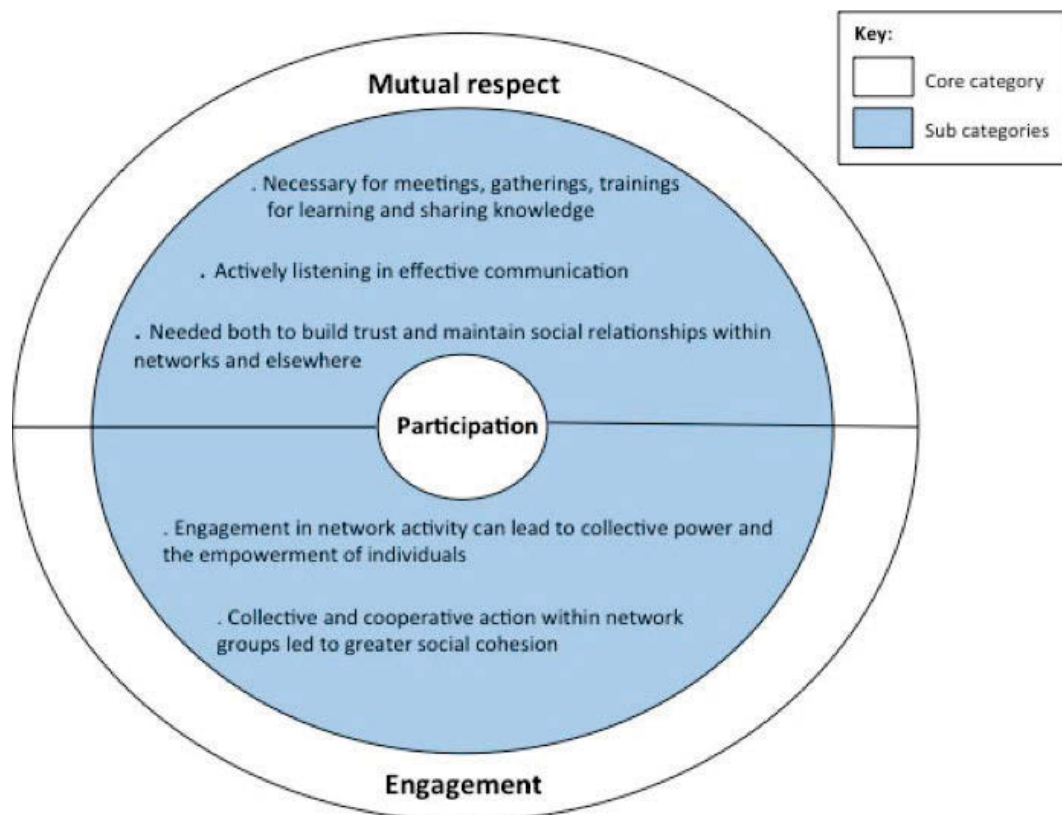 Key:
Core category
Sub categories
Mutual respect
. Necessary for meetings, gatherings, trainings
for learning and sharing knowledge
. Actively listening in effective communication
. Needed both to build trust and maintain social relationships within
networks and elsewhere
Participation
. Engagement in network activity can lead to collective power and
the empowerment of individuals
. Collective and cooperative action within network
groups led to greater social cohesion
Engagement